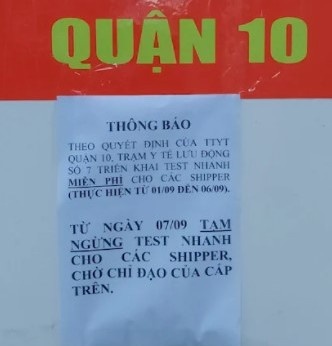 QUẬN 10
THÔNG BÁO
THEO QUYẾT ĐỊNH CỦA TTYT
QUẬN 10, TRẠM Y TẾ LƯU ĐỘNG
SỐ 7 TRIỂN KHAI TEST NHANH
MIỄN PHÍ CHO CÁC SHIPPER
(THỰC HIỆN TỪ 01/09 ĐẾN 06/09).
TỪ NGÀY 07/09 TẠM
NGỪNG TEST NHANH
CHO CÁC SHIPPER,
CHỜ CHỈ ĐẠO CỦA CẤP
TRÊN.